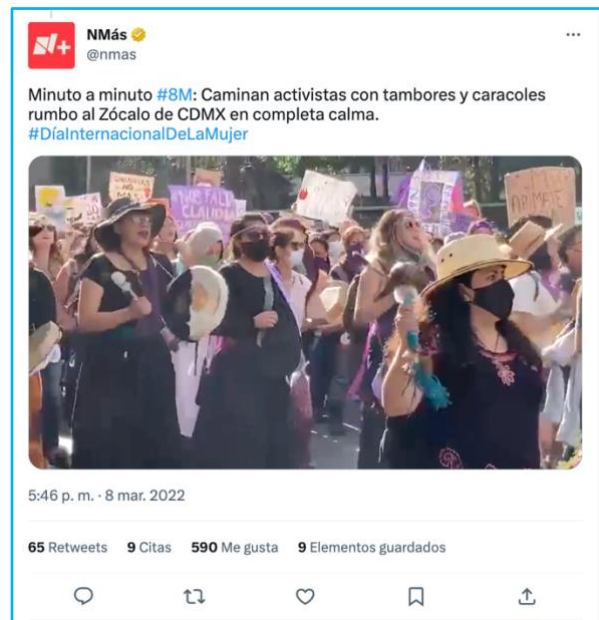 NMás
@nmas
Minuto a minuto #8M: Caminan activistas con tambores y caracoles
rumbo al Zócalo de CDMX en completa calma.
#DíaInternacionalDeLaMujer
CLAUDIA
5:46 p. m. · 8 mar. 2022
65 Retweets 9 Citas 590 Me gusta 9 Elementos guardados